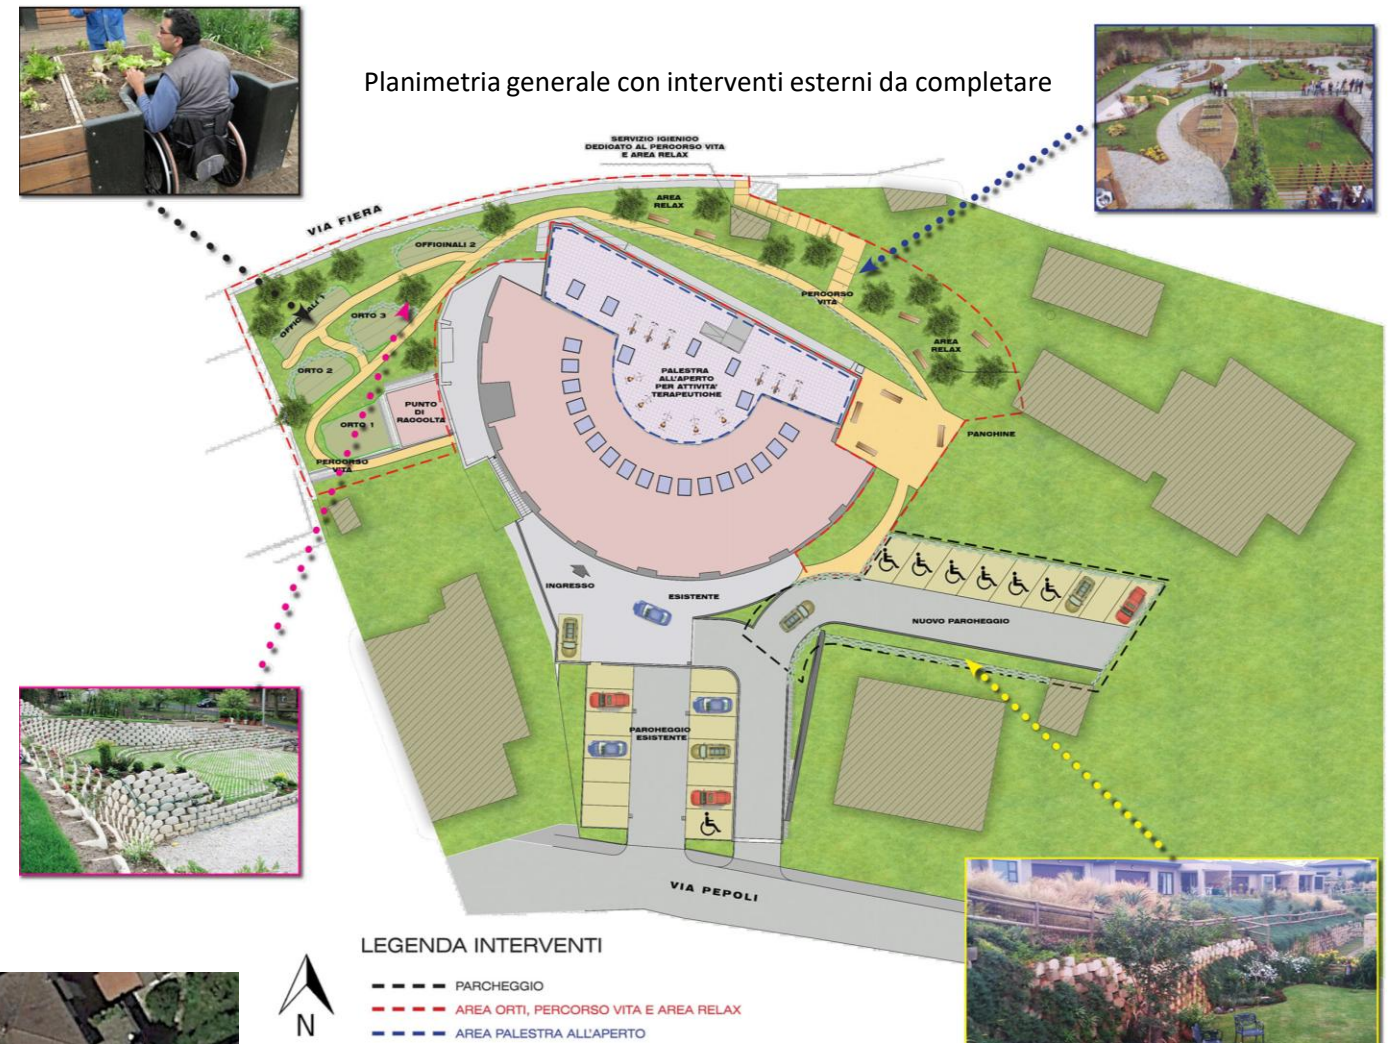 Planimetria generale con interventi esterni da completare
SERVIZIO IGIENICO
DEDICATO AL PERCORSO VITA
E AREA RELAX
VIA FIERA
AREA
RELAX
OFFICINALI 2
OFFICINALI 1
ORTO 3
PERCORSO
VITA
AREA
RELAX
ORTO 2
PALESTRA
ALL'APERTO
PER ATTIVITA'
TERAPEUTICHE
PUNTO
DI
RACCOLTA
ORTO 1
PANCHINE
PERCORSO
VITA
INGRESSO
ESISTENTE
NUOVO PARCHEGGIO
PARCHEGGIO
ESISTENTE
VIA PEPOLI
LEGENDA INTERVENTI
N
PARCHEGGIO
AREA ORTI, PERCORSO VITA E AREA RELAX
AREA PALESTRA ALL'APERTO